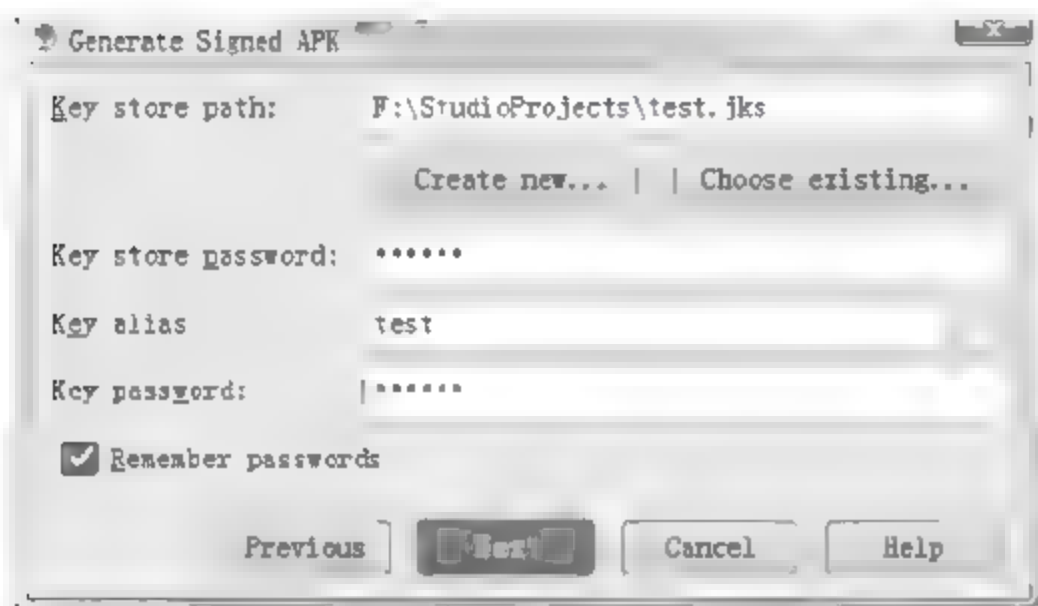 Generate Signed APK
Key store path: F:\StudioProjects\test.jks
Create new... Choose existing...
Key store password: ••••••
Key alias test
Key password: ••••••
Remember passwords
Previous Next Cancel Help